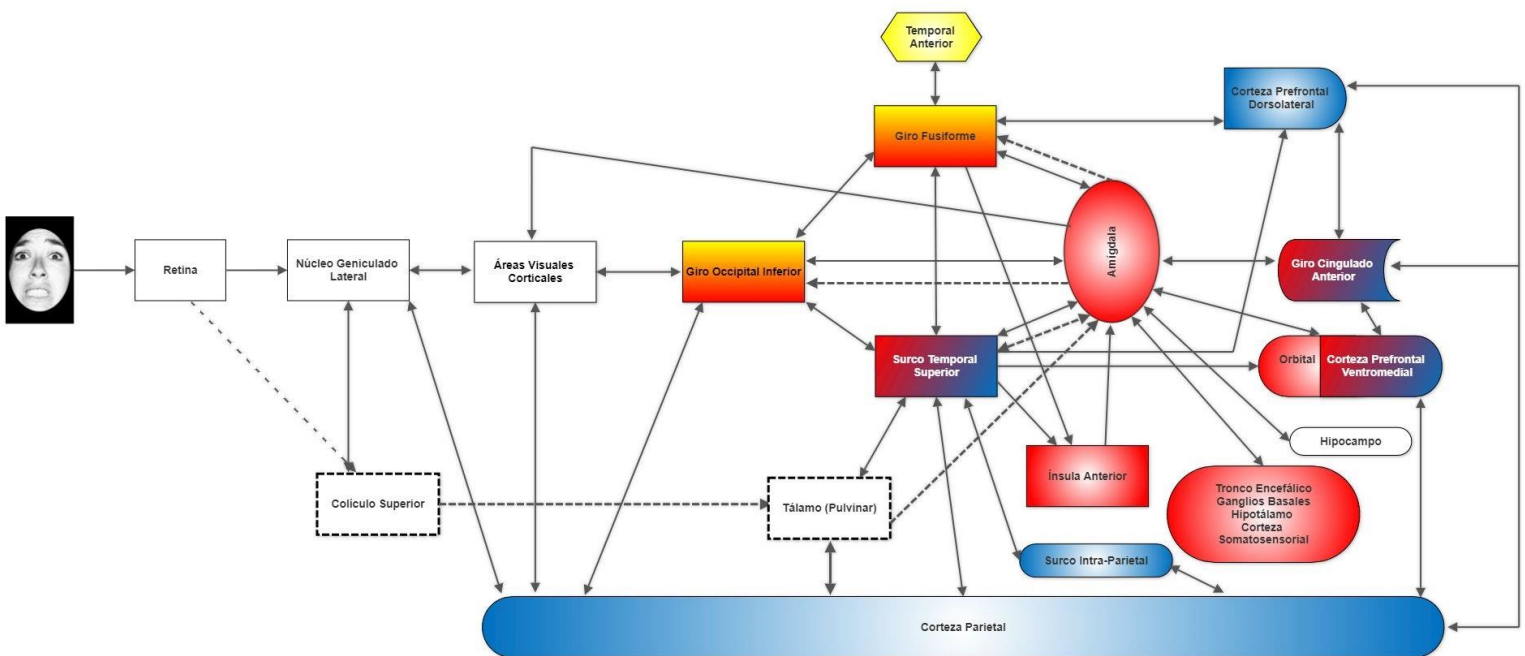 Temporal
Anterior
Corteza Prefrontal
Dorsolateral
Giro Fusiforme
Amígdala
Retina
Núcleo Geniculado
Lateral
Áreas Visuales
Corticales
Giro Occipital Inferior
Giro Cingulado
Anterior
Surco Temporal
Superior
Orbital
Corteza Prefrontal
Ventromedial
Hipocampo
Ínsula Anterior
Colículo Superior
Tálamo (Pulvinar)
Tronco Encefálico
Ganglios Basales
Hipotálamo
Corteza
Somatosensorial
Surco Intra-Parietal
Corteza Parietal